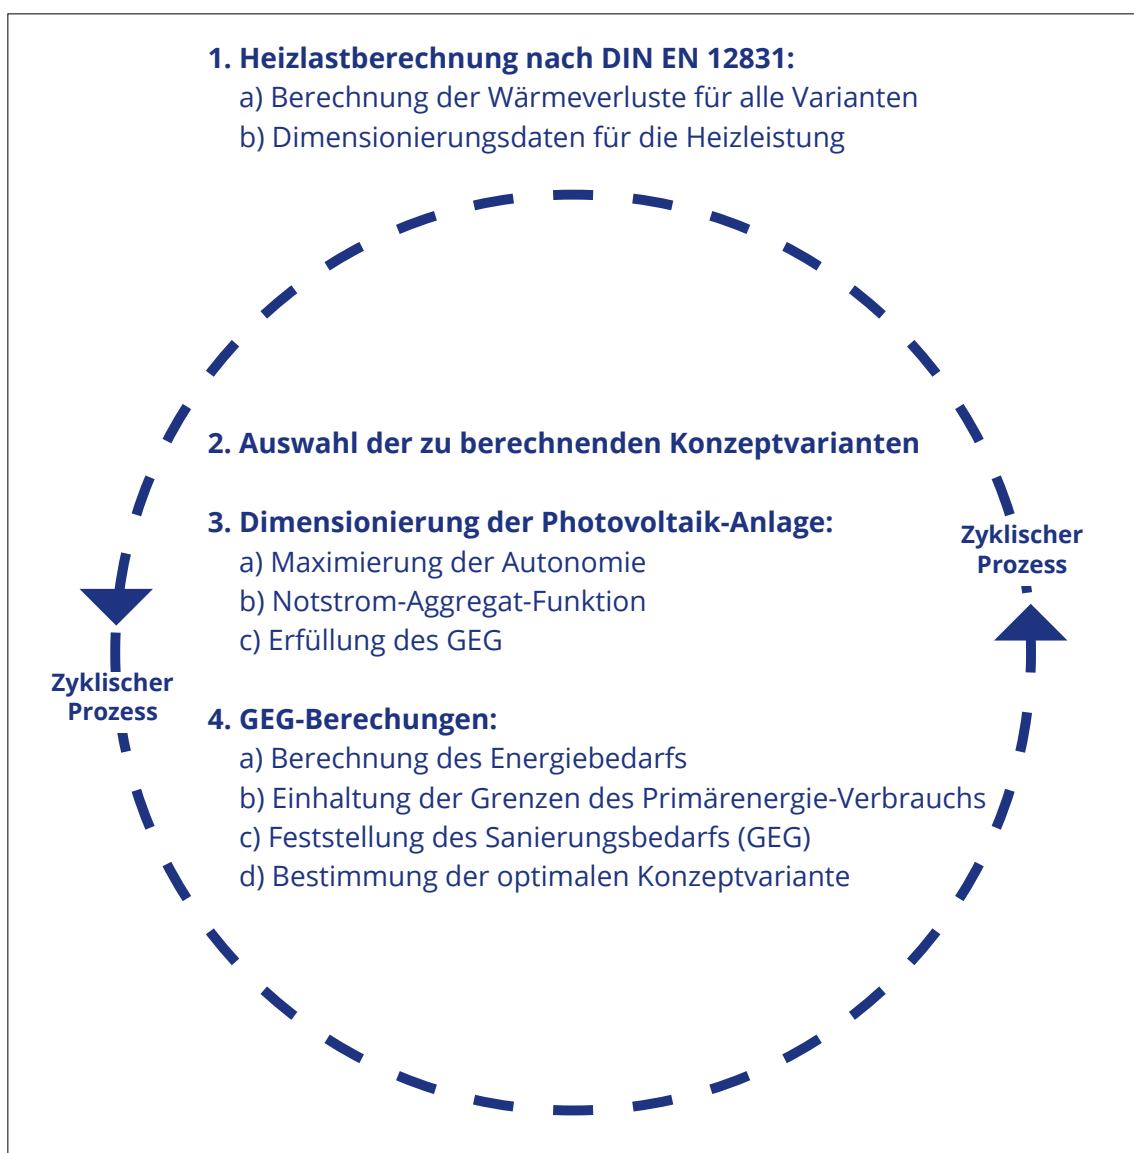 1. Heizlastberechnung nach DIN EN 12831:
a) Berechnung der Wärmeverluste für alle Varianten
b) Dimensionierungsdaten für die Heizleistung
2. Auswahl der zu berechnenden Konzeptvarianten
3. Dimensionierung der Photovoltaik-Anlage:
a) Maximierung der Autonomie
b) Notstrom-Aggregat-Funktion
c) Erfüllung des GEG
Zyklischer
Prozess
Zyklischer
Prozess
4. GEG-Berechungen:
a) Berechnung des Energiebedarfs
b) Einhaltung der Grenzen des Primärenergie-Verbrauchs
c) Feststellung des Sanierungsbedarfs (GEG)
d) Bestimmung der optimalen Konzeptvariante